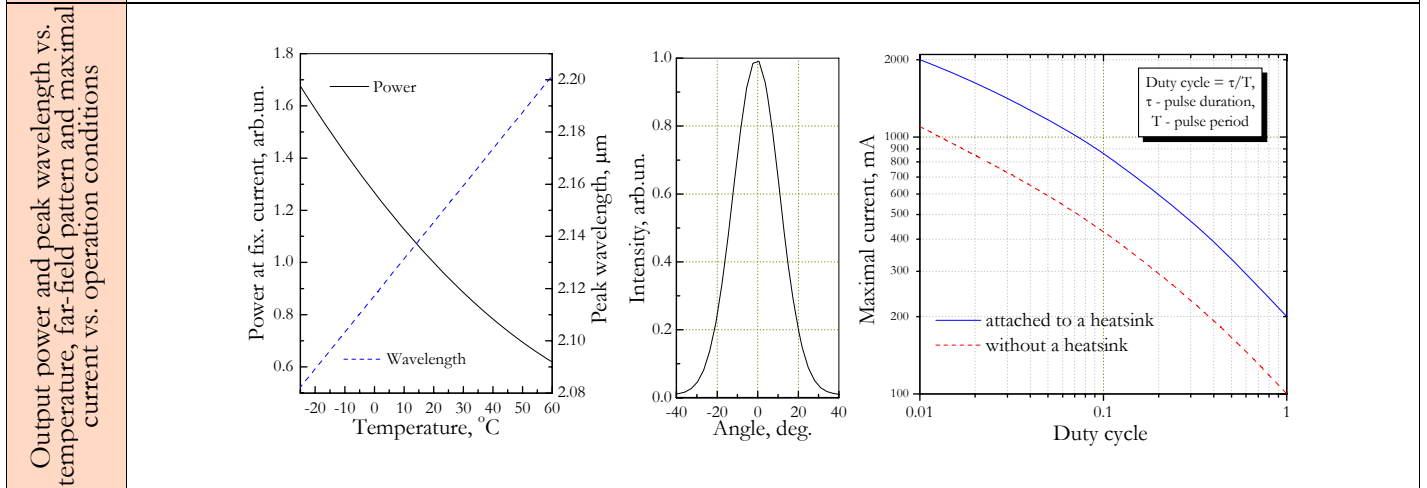 Output power and peak wavelength vs.
temperature, far-field pattern and maximal
current vs. operation conditions
1.8
1.6
1.4
1.2
1.0
0.8
0.6
Power at fix. current, arb.un.
Power
Wavelength
2.20
2.18
2.16
2.14
2.12
2.10
2.08
Peak wavelength, μm
-20 -10 0 10 20 30 40 50 60
Temperature, °C
1.0
0.8
0.6
0.4
0.2
0.0
Intensity, arb.un.
-40 -20 0 20 40
Angle, deg.
2000
1000
900
800
700
600
500
400
300
200
100
Maximal current, mA
Duty cycle = τ/T,
τ - pulse duration,
T - pulse period
attached to a heatsink
without a heatsink
0.01 0.1 1
Duty cycle